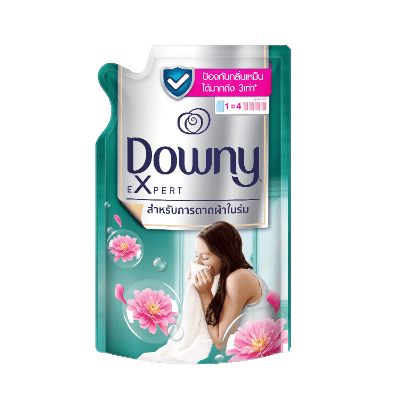 ป้องกันกลิ่นเหม็น
ได้มากถึง 3เท่า*
1=4
Downy
EXPERT
สำหรับการตากผ้าในร่ม